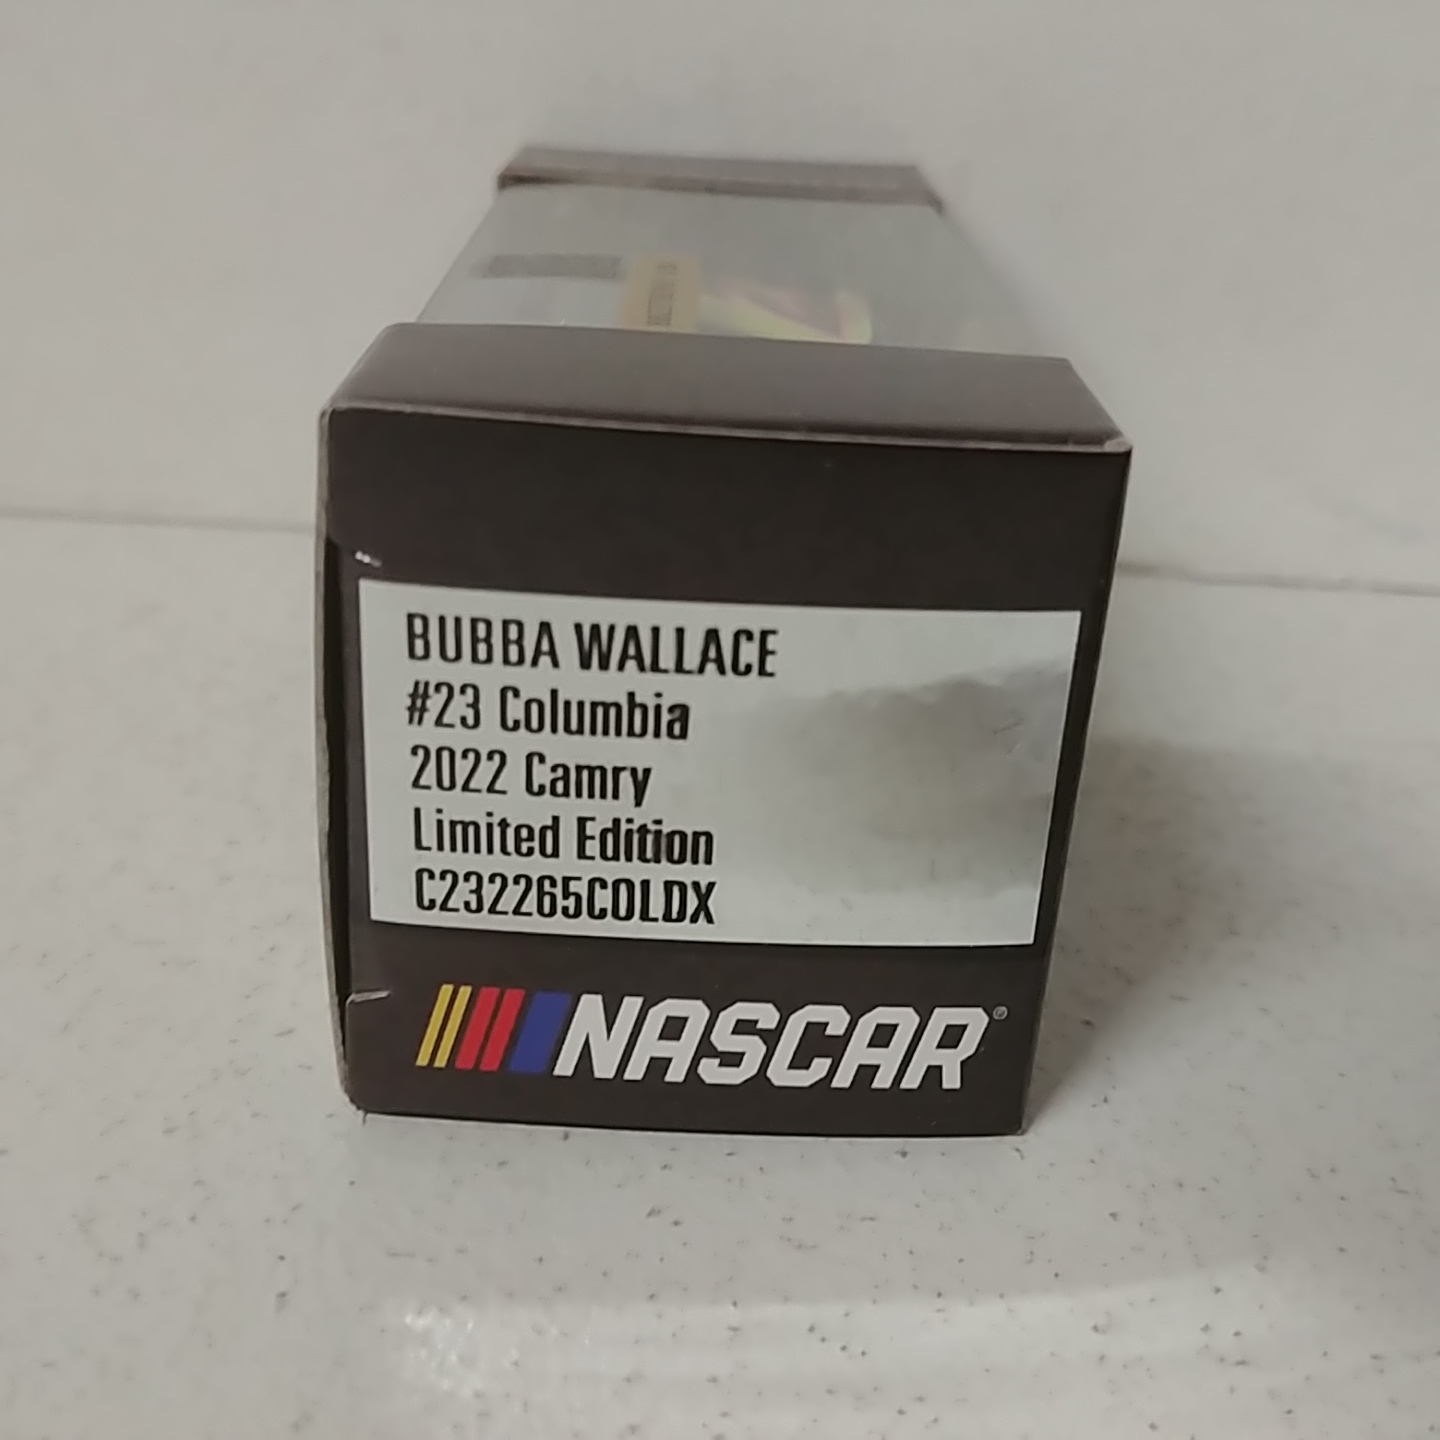 BUBBA WALLACE
#23 Columbia
2022 Camry
Limited Edition
C232265COLDX
NASCAR®